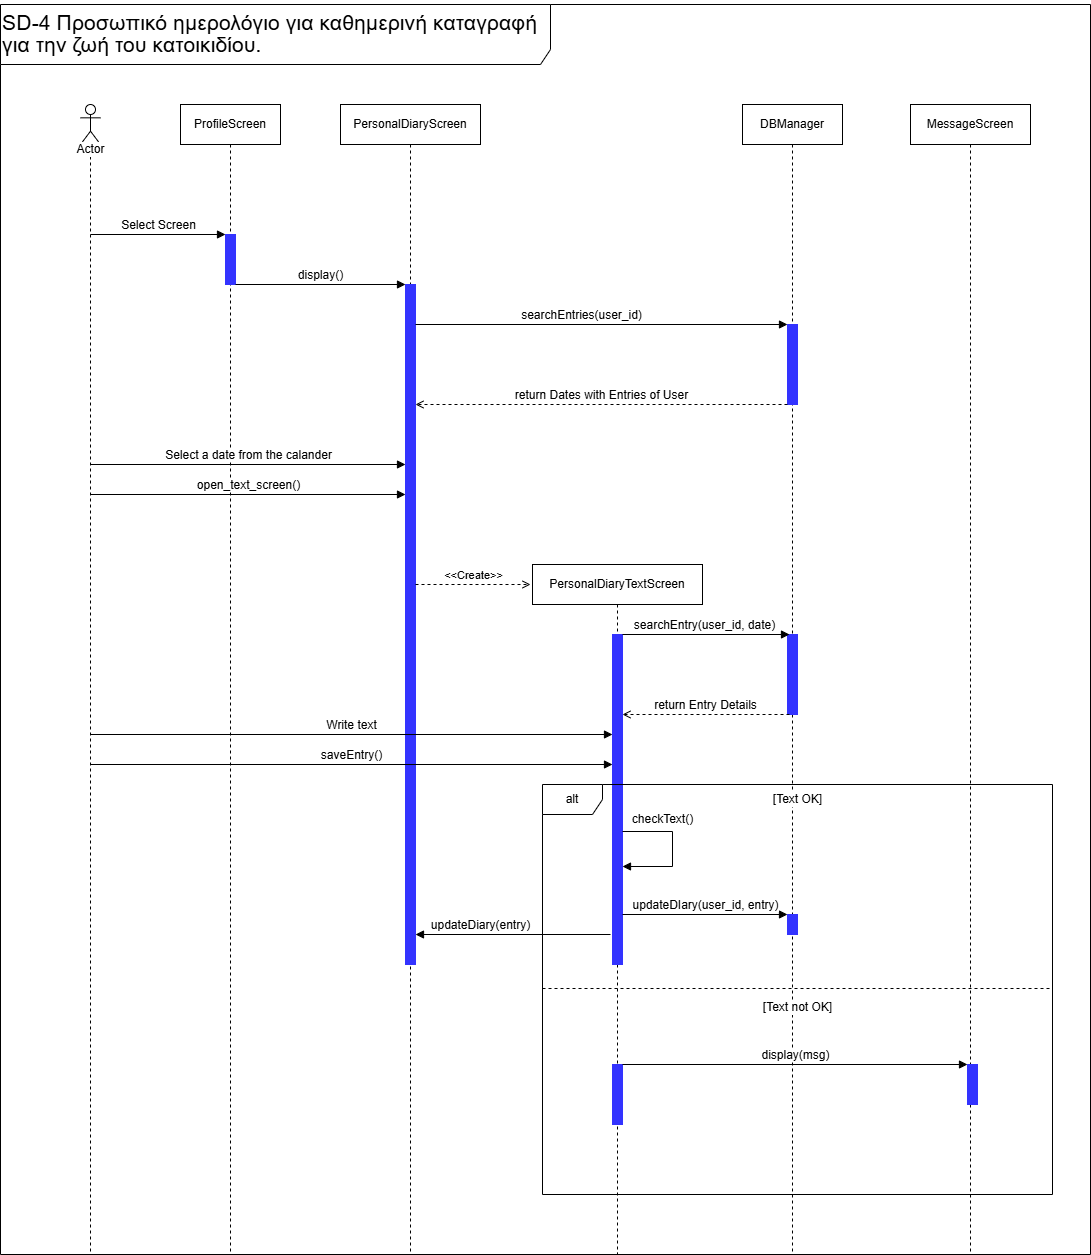 SD-4 Προσωπικό ημερολόγιο για καθημερινή καταγραφή
για την ζωή του κατοικιδίου.
Actor
ProfileScreen
PersonalDiaryScreen
DBManager
MessageScreen
Select Screen
display()
searchEntries(user_id)
return Dates with Entries of User
Select a date from the calander
open_text_screen()
<<Create>>
PersonalDiaryTextScreen
searchEntry(user_id, date)
return Entry Details
Write text
saveEntry()
alt
[Text OK]
checkText()
updateDIary(user_id, entry)
updateDiary(entry)
[Text not OK]
display(msg)